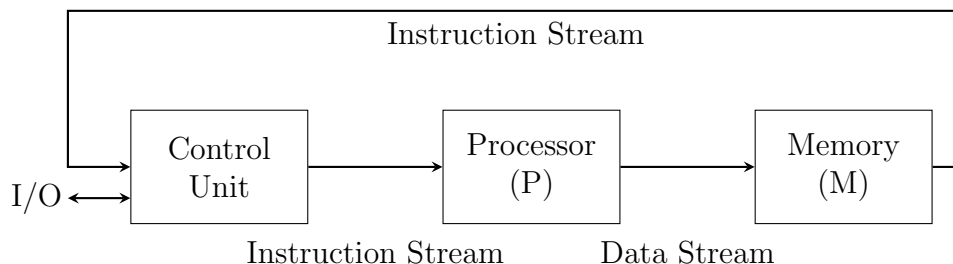 Instruction Stream
Control
Unit
Processor
(P)
Memory
(M)
I/O
Instruction Stream
Data Stream